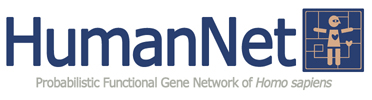 HumanNet
Probabilistic Functional Gene Network of Homo sapiens